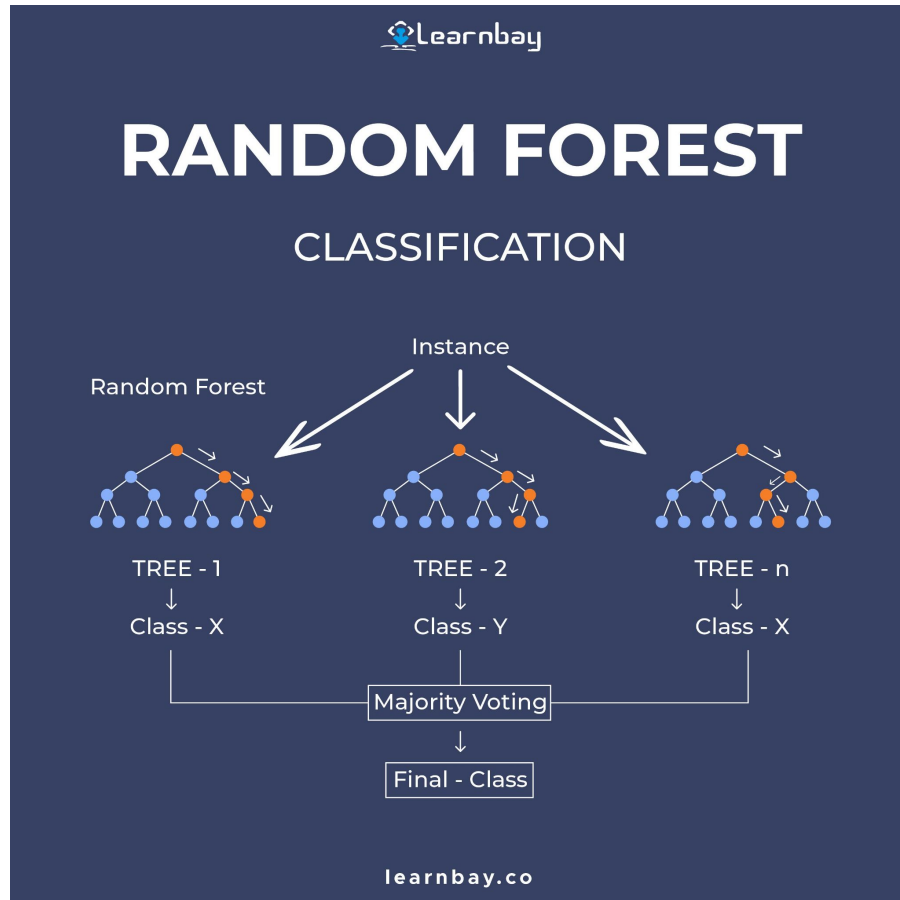 Learnbay
RANDOM FOREST
CLASSIFICATION
Instance
Random Forest
TREE - 1
TREE - 2
TREE - n
Class - X
Class - Y
Class - X
Majority Voting
Final - Class
learnbay.co